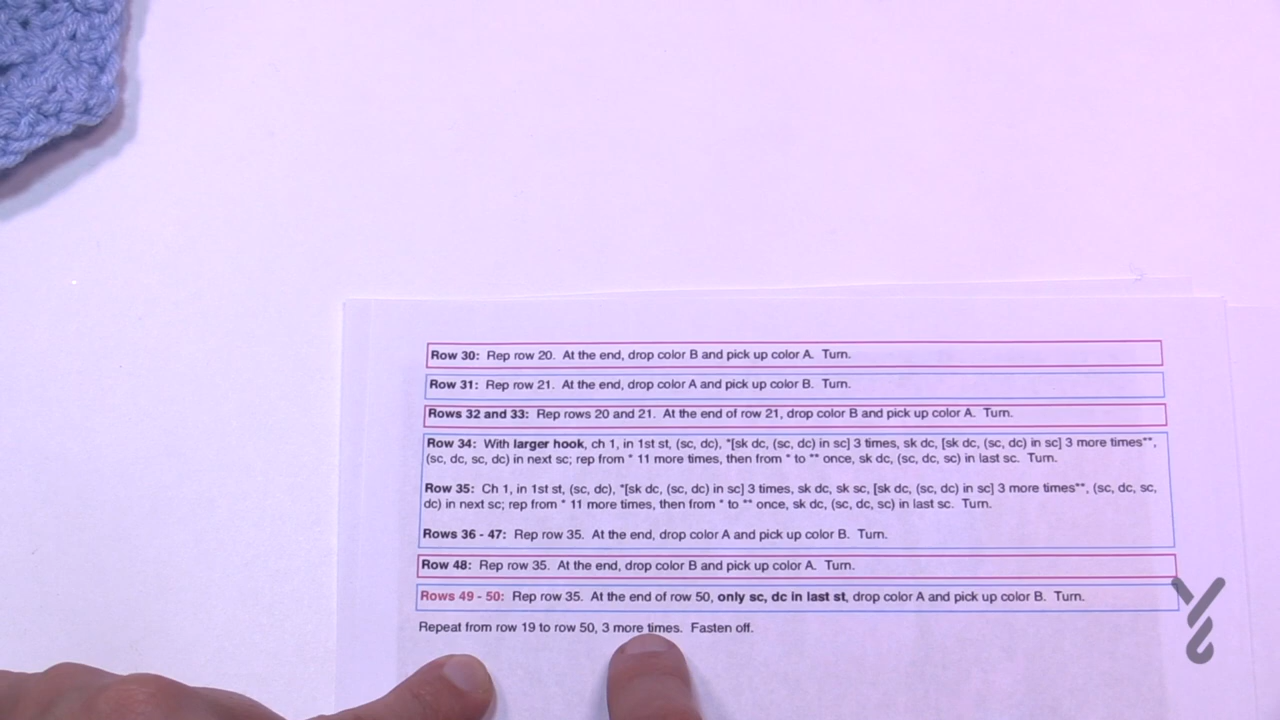 Row 30: Rep row 20. At the end, drop color B and pick up color A. Turn.
Row 31: Rep row 21. At the end, drop color A and pick up color B. Turn.
Rows 32 and 33: Rep rows 20 and 21. At the end of row 21, drop color B and pick up color A. Turn.
Row 34: With larger hook, ch 1, in 1st st, (sc, dc), *[sk dc, (sc, dc) in sc] 3 times, sk dc, [sk dc, (sc, dc) in sc] 3 more times**,
(sc, dc, sc, dc) in next sc; rep from * 11 more times, then from * to ** once, sk dc, (sc, dc, sc) in last sc. Turn.
Row 35: Ch 1, in 1st st, (sc, dc), *[sk dc, (sc, dc) in sc] 3 times, sk dc, sk sc, [sk dc, (sc, dc) in sc] 3 more times**, (sc, dc, sc,
dc) in next sc; rep from * 11 more times, then from * to ** once, sk dc, (sc, dc, sc) in last sc. Turn.
Rows 36 - 47: Rep row 35. At the end, drop color A and pick up color B. Turn.
Row 48: Rep row 35. At the end, drop color B and pick up color A. Turn.
Rows 49 - 50: Rep row 35. At the end of row 50, only sc, dc in last st, drop color A and pick up color B. Turn.
Repeat from row 19 to row 50, 3 more times. Fasten off.